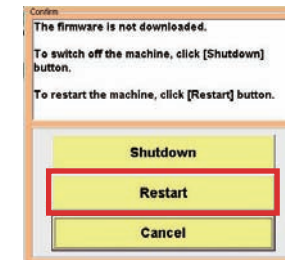 Confirm
The firmware is not downloaded.
To switch off the machine, click [Shutdown]
button.
To restart the machine, click [Restart] button.
Shutdown
Restart
Cancel